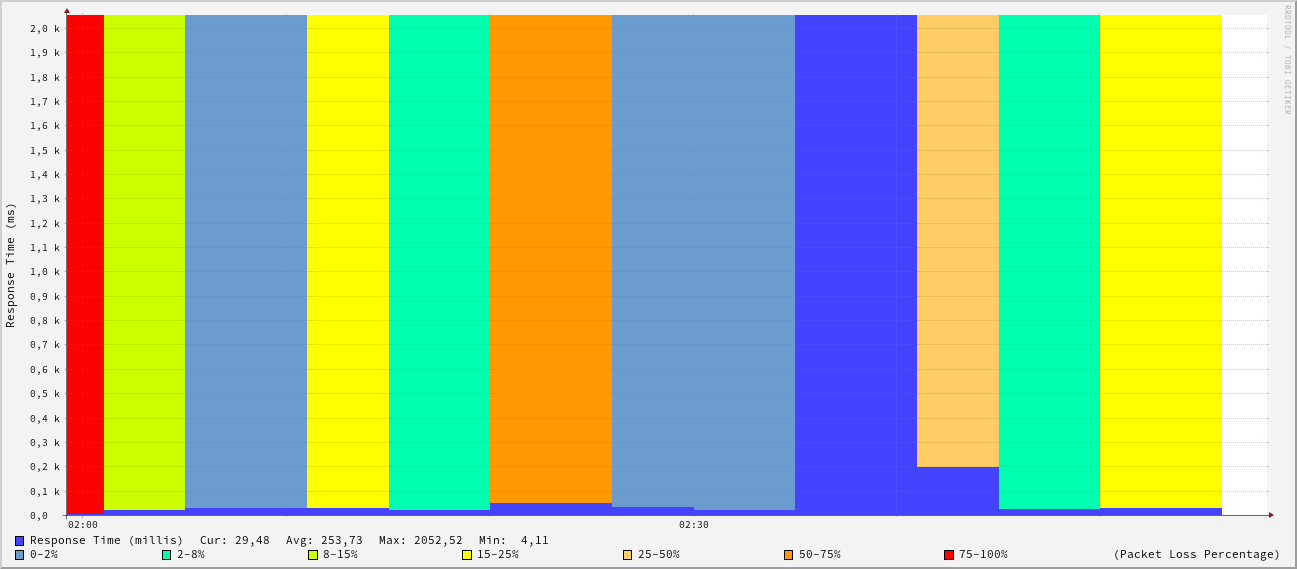 RRDTOOL / TOBI OETIKER
Response Time (ms)
2,0 k
1,9 k
1,8 k
1,7 k
1,6 k
1,5 k
1,4 k
1,3 k
1,2 k
1,1 k
1,0 k
0,9 k
0,8 k
0,7 k
0,6 k
0,5 k
0,4 k
0,3 k
0,2 k
0,1 k
0,0
02:00 02:30
Response Time (millis) Cur: 29,48 Avg: 253,73 Max: 2052,52 Min: 4,11
0-2% 2-8% 8-15% 15-25% 25-50% 50-75% 75-100% (Packet Loss Percentage)